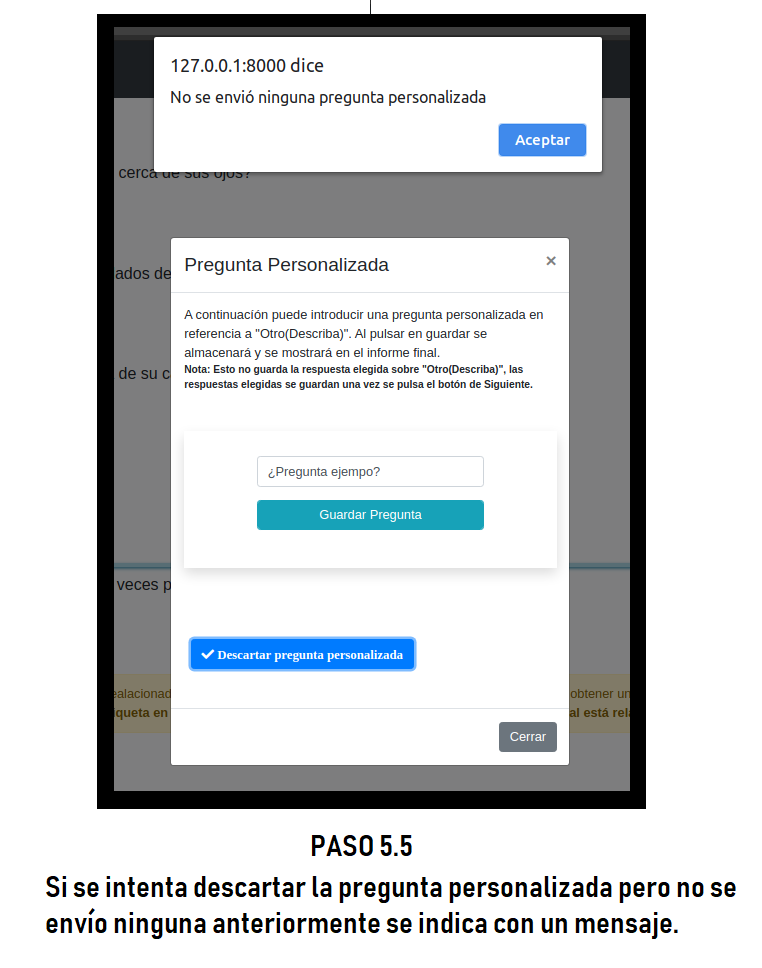 127.0.0.1:8000 dice
No se envió ninguna pregunta personalizada
Aceptar
cerca de sus ojos?
ados de
de su c
Pregunta Personalizada
×
A continuación puede introducir una pregunta personalizada en
referencia a "Otro(Describa)". Al pulsar en guardar se
almacenará y se mostrará en el informe final.
Nota: Esto no guarda la respuesta elegida sobre "Otro(Describa)", las
respuestas elegidas se guardan una vez se pulsa el botón de Siguiente.
¿Pregunta ejempo?
Guardar Pregunta
veces p
Descartar pregunta personalizada
ealacionad
obtener un
iqueta en
al está rela
Cerrar
PASO 5.5
Si se intenta descartar la pregunta personalizada pero no se
envío ninguna anteriormente se indica con un mensaje.